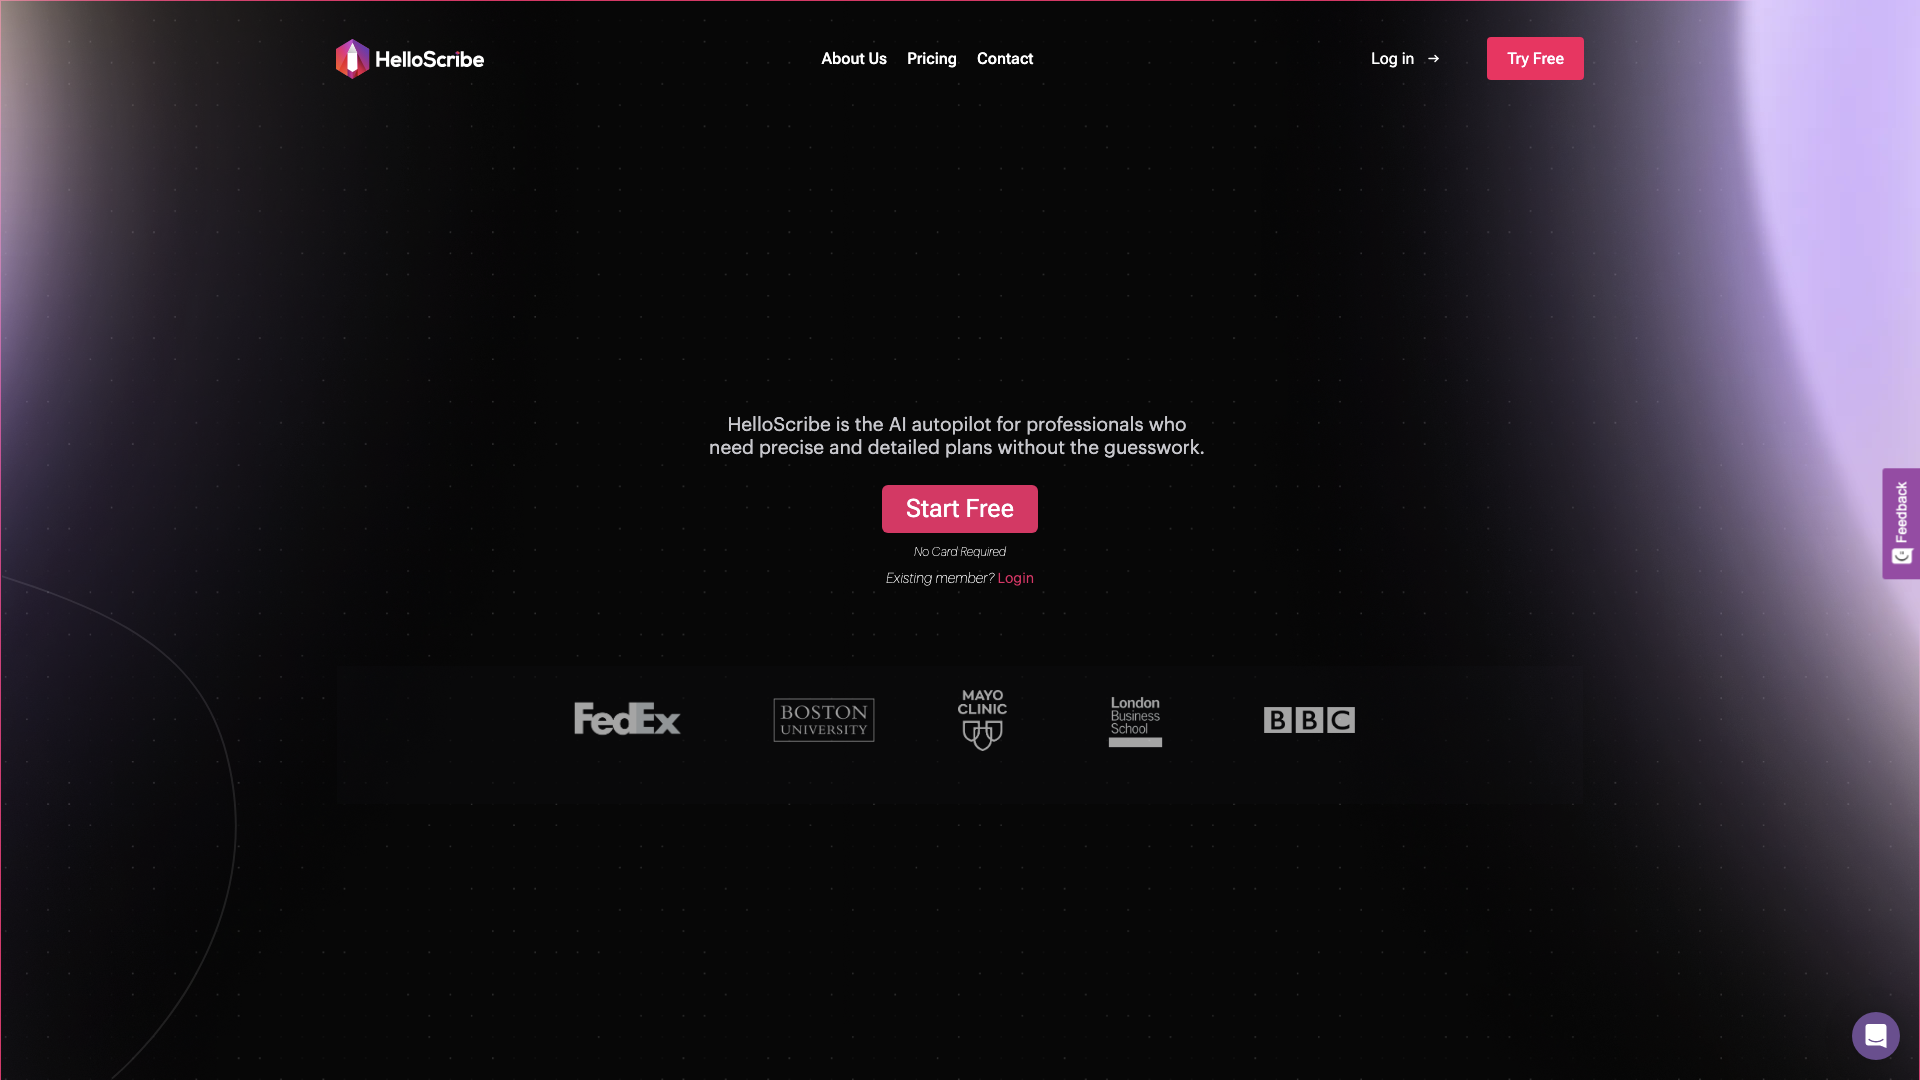 HelloScribe
About Us
Pricing
Contact
Log in →
Try Free
HelloScribe is the AI autopilot for professionals who
need precise and detailed plans without the guesswork.
Start Free
No Card Required
Existing member? Login
FedEx
BOSTON
UNIVERSITY
MAYO
CLINIC
London
Business
School
BBC
Feedback